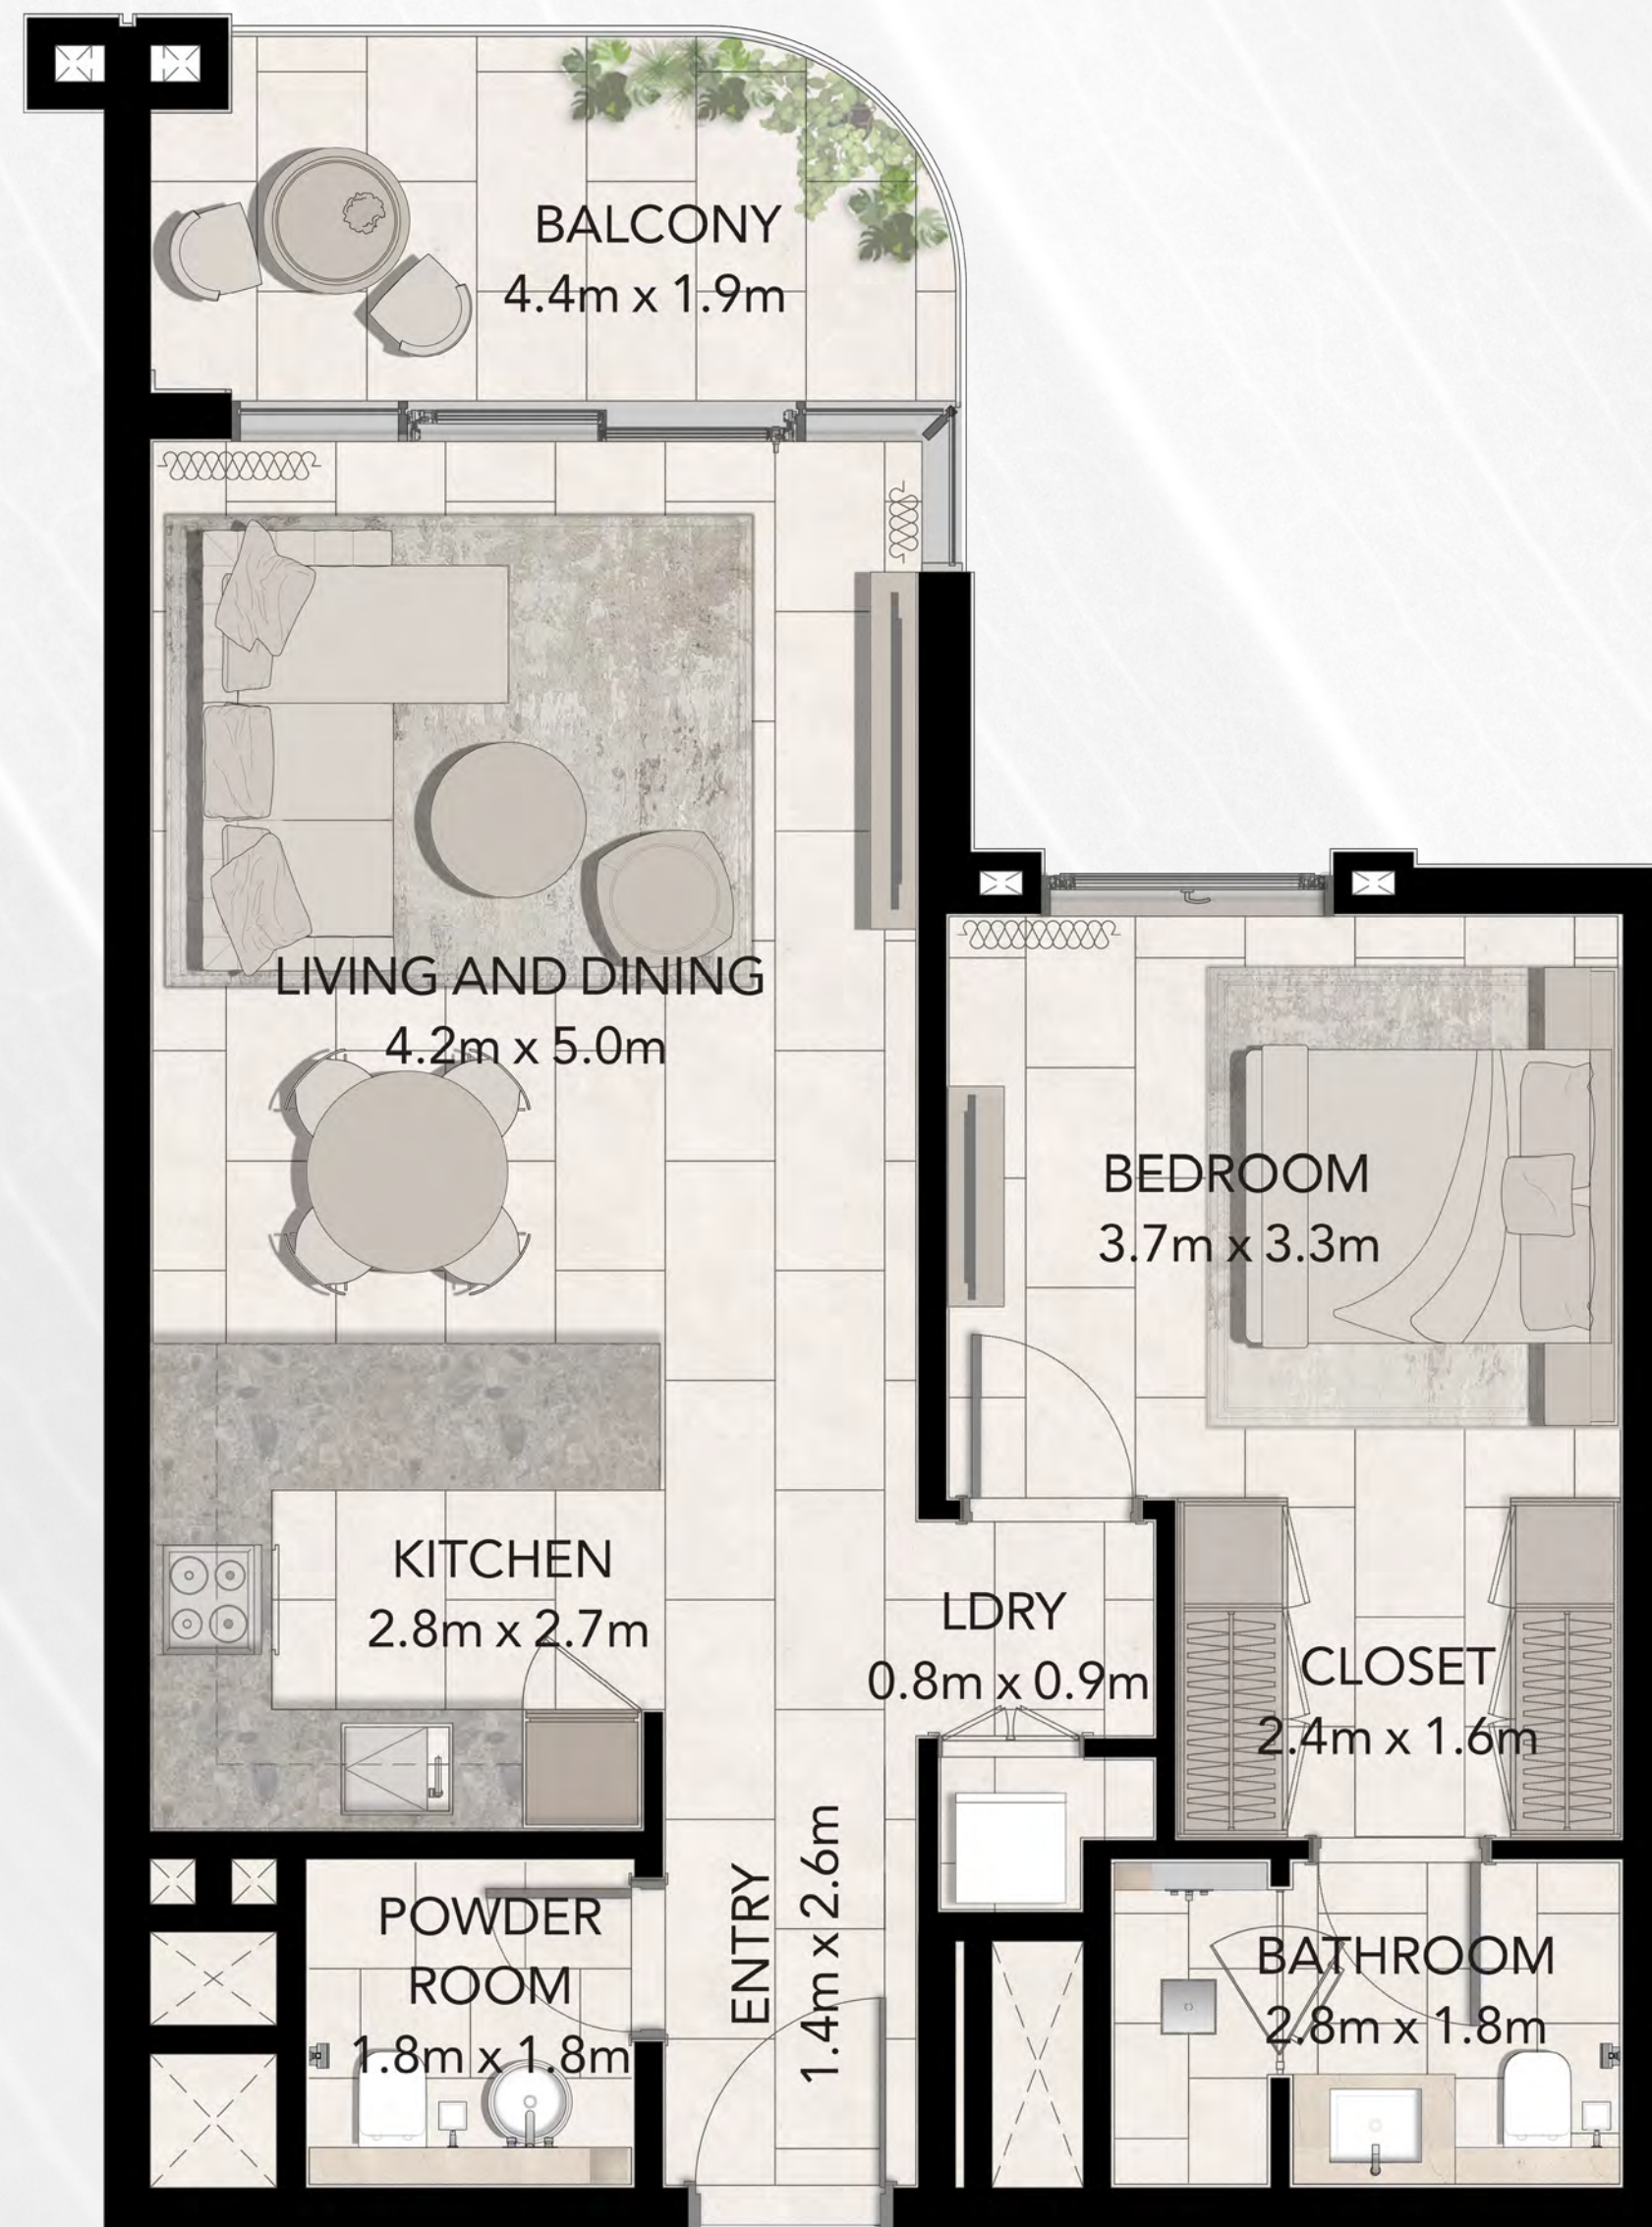 BALCONY
4.4m x 1.9m
LIVING AND DINING
4.2m x 5.0m
BEDROOM
3.7m x 3.3m
KITCHEN
2.8m x 2.7m
LDRY
0.8m x 0.9m
CLOSET
2.4m x 1.6m
POWDER
ROOM
1.8m x 1.8m
ENTRY
1.4m x 2.6m
BATHROOM
2.8m x 1.8m